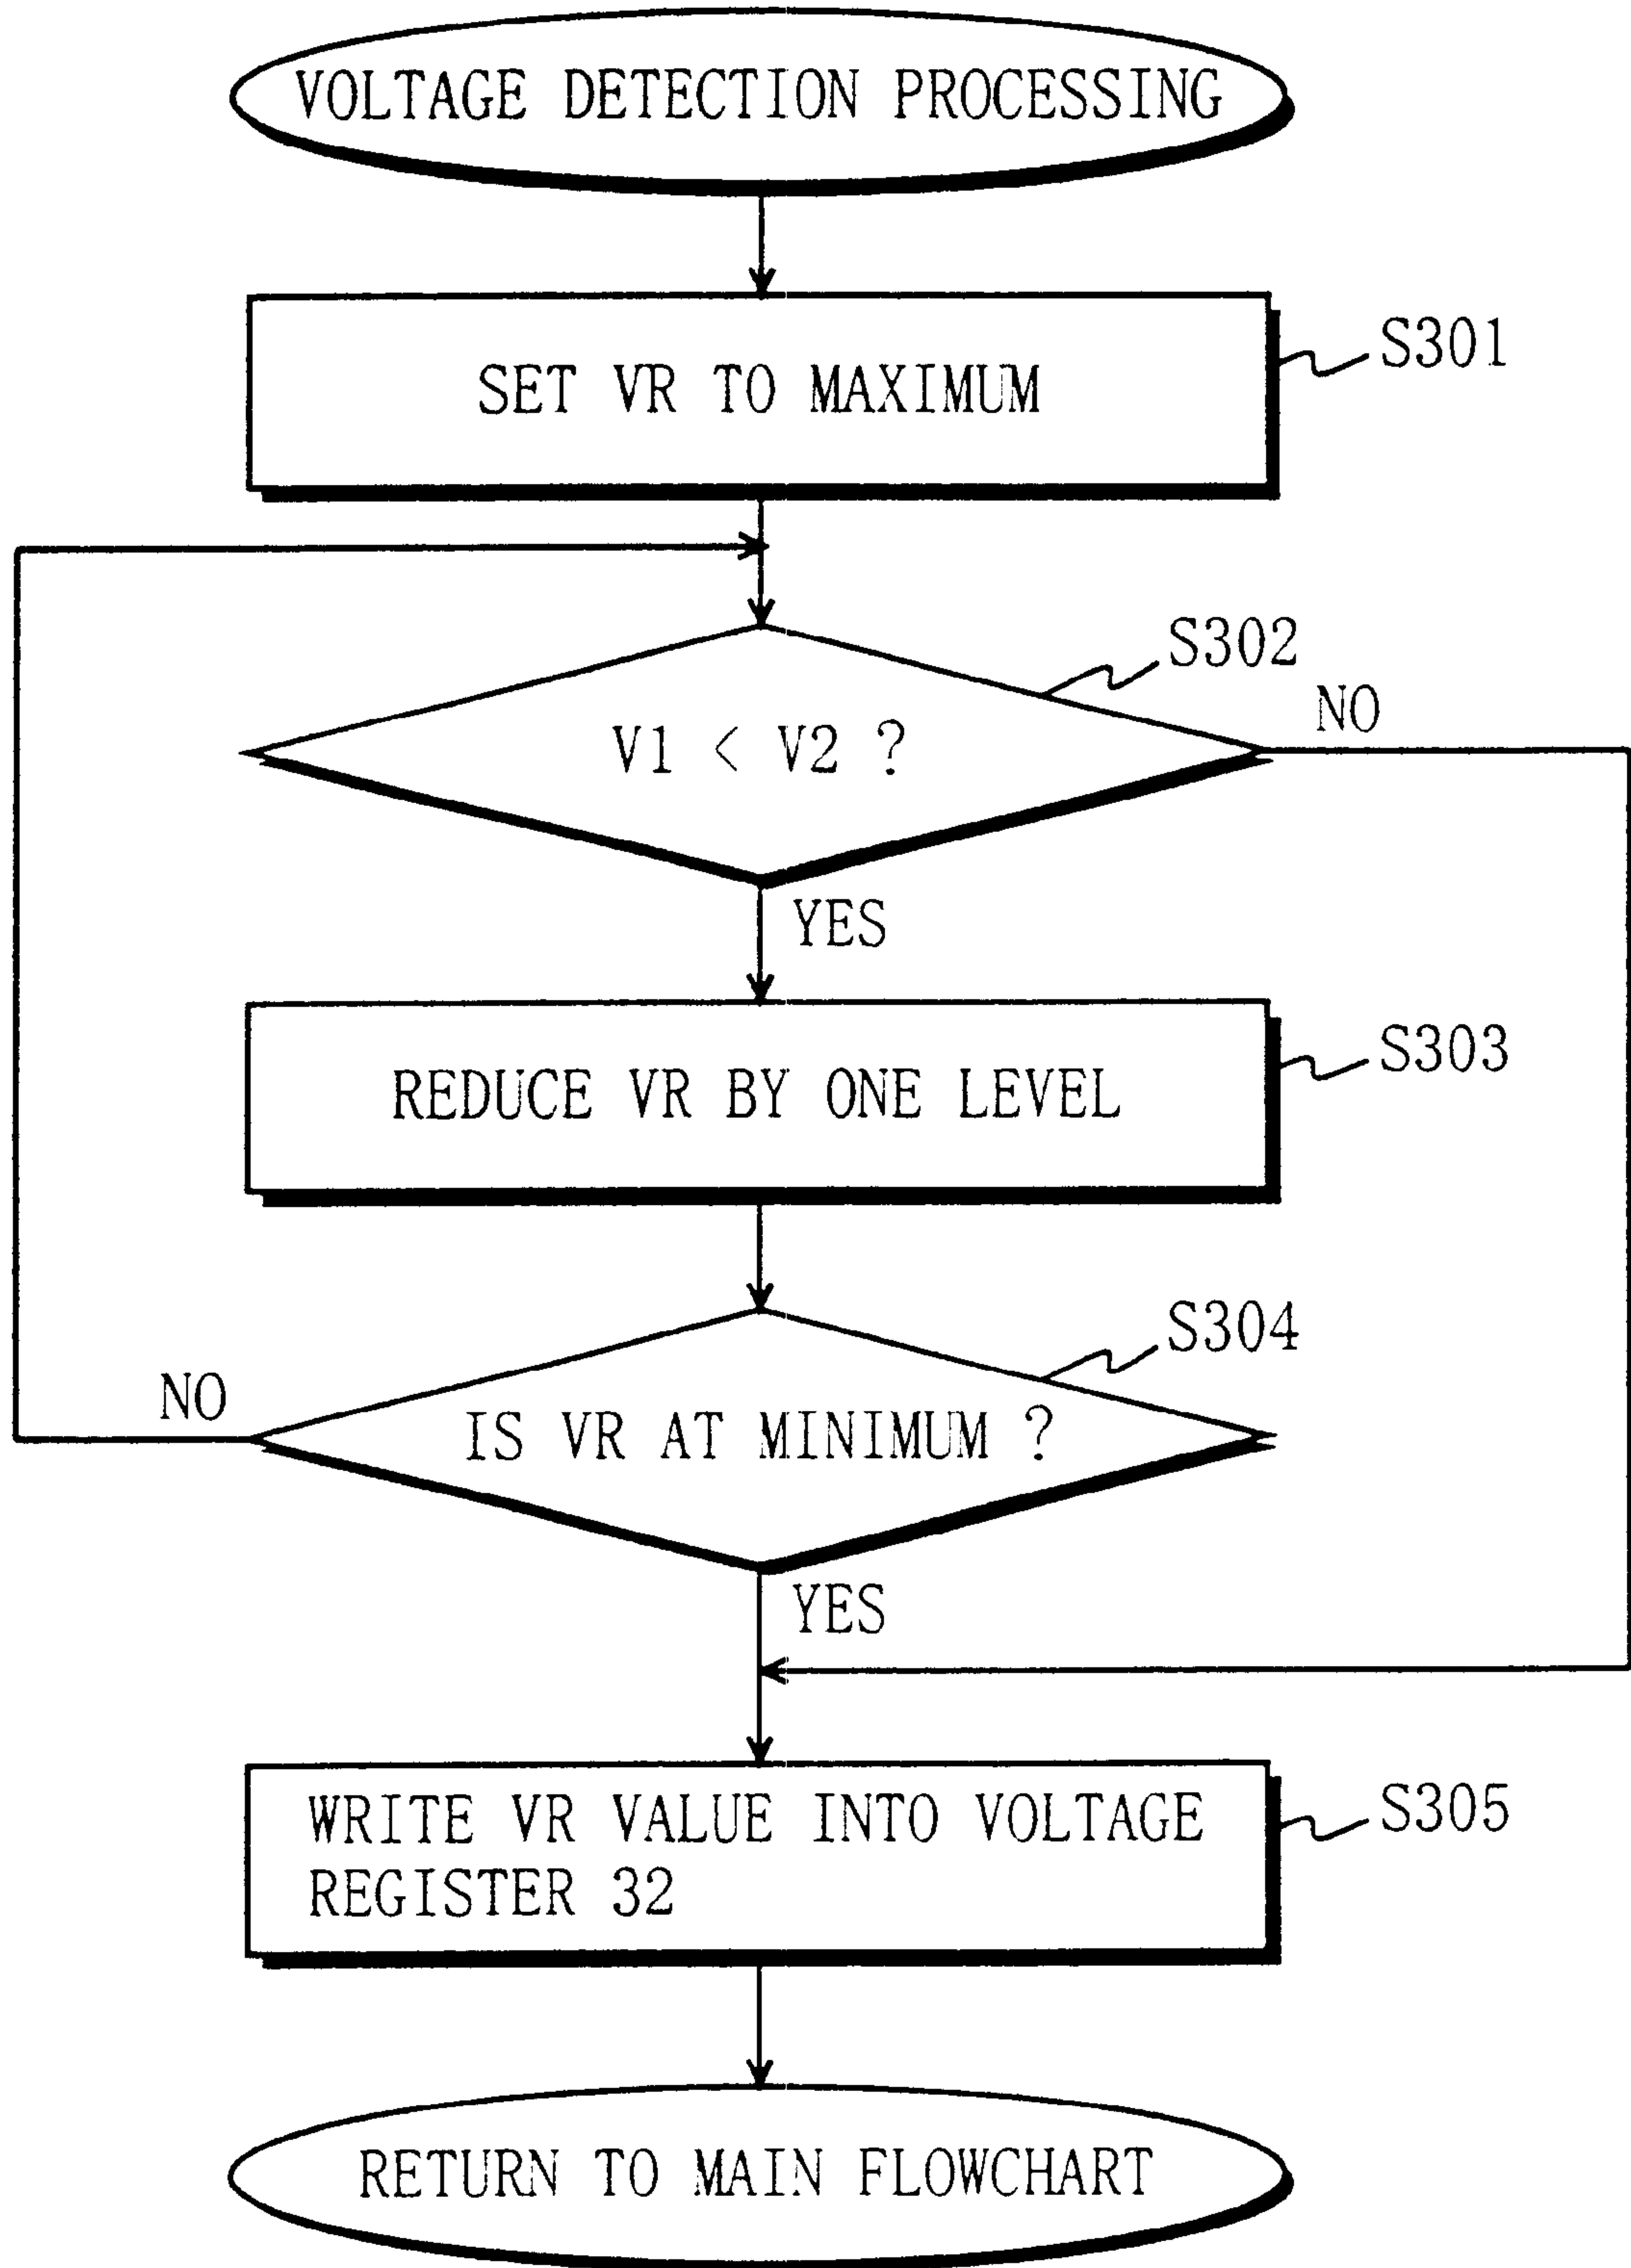 VOLTAGE DETECTION PROCESSING
SET VR TO MAXIMUM
S301
S302
V1 < V2 ?
NO
YES
REDUCE VR BY ONE LEVEL
S303
S304
NO
IS VR AT MINIMUM ?
YES
WRITE VR VALUE INTO VOLTAGE
REGISTER 32
S305
RETURN TO MAIN FLOWCHART